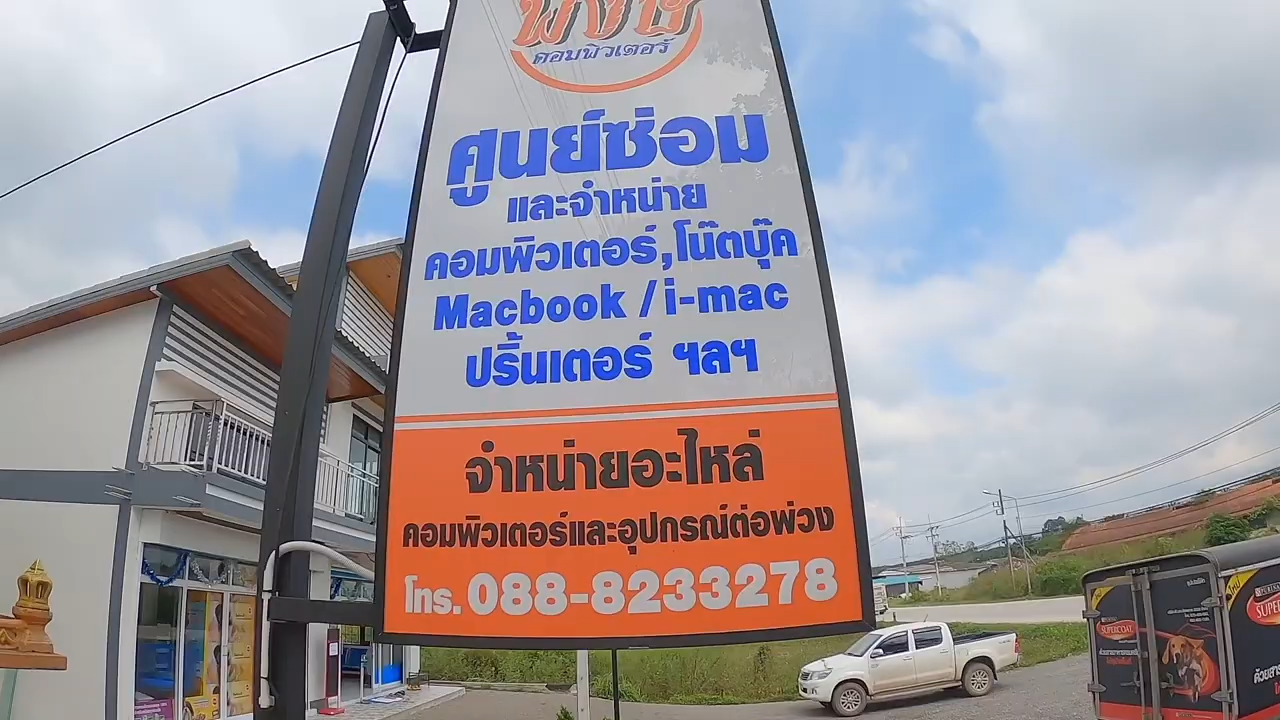 คอมพิวเตอร์
ศูนย์ซ่อม
และจำหน่าย
คอมพิวเตอร์,โน๊ตบุ๊ค
Macbook / i-mac
ปริ้นเตอร์ ฯลฯ
จำหน่ายอะไหล่
คอมพิวเตอร์และอุปกรณ์ต่อพ่วง
โทร. 088-8233278
PURINA
SUPERCOAT